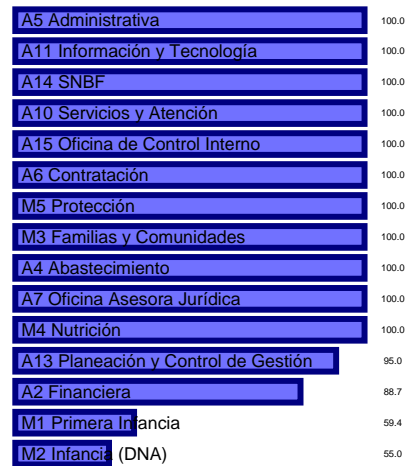 A5 Administrativa 100.0
A11 Información y Tecnología 100.0
A14 SNBF 100.0
A10 Servicios y Atención 100.0
A15 Oficina de Control Interno 100.0
A6 Contratación 100.0
M5 Protección 100.0
M3 Familias y Comunidades 100.0
A4 Abastecimiento 100.0
A7 Oficina Asesora Jurídica 100.0
M4 Nutrición 100.0
A13 Planeación y Control de Gestión 95.0
A2 Financiera 88.7
M1 Primera Infancia 59.4
M2 Infancia (DNA) 55.0